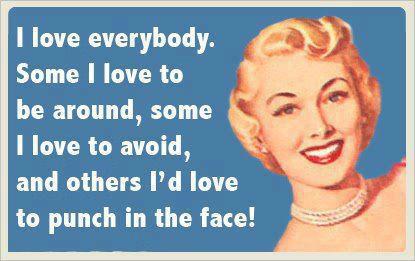 I love everybody.
Some I love to
be around, some
I love to avoid,
and others I'd love
to punch in the face!